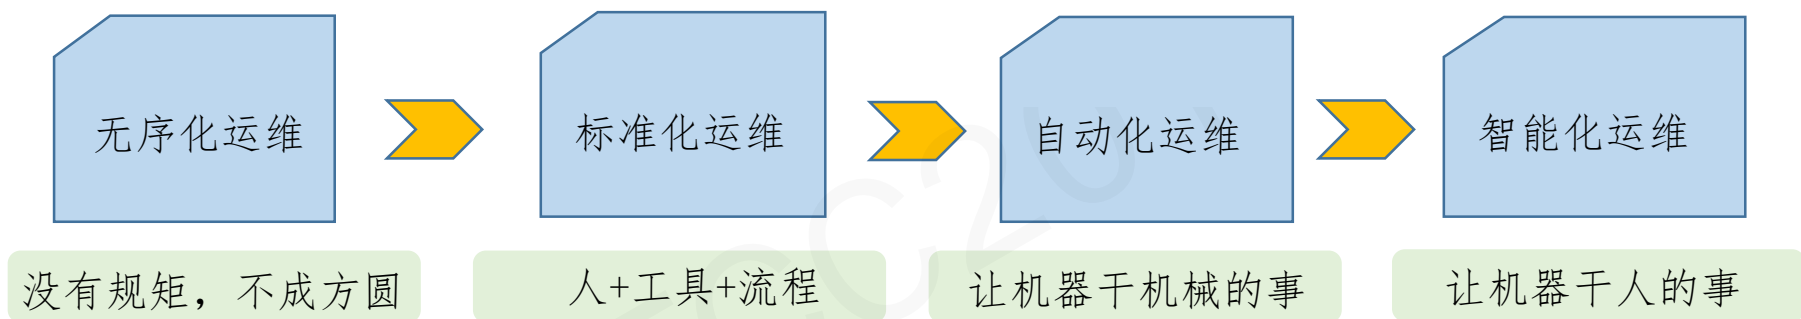 无序化运维
标准化运维
自动化运维
智能化运维
没有规矩，不成方圆
人+工具+流程
让机器干机械的事
让机器干人的事